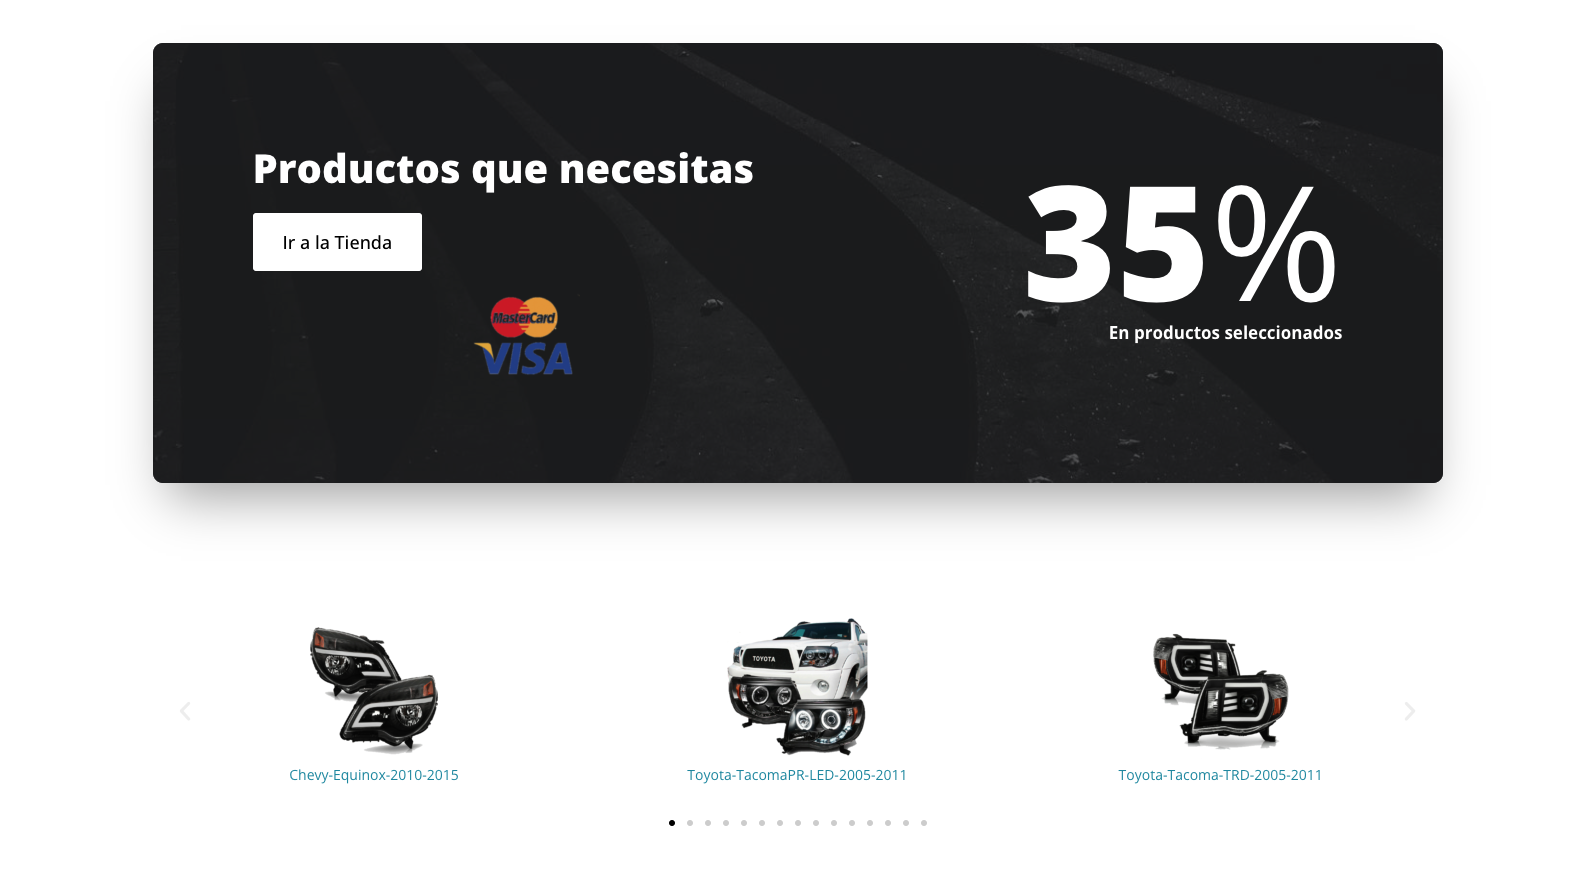 Productos que necesitas
Ir a la Tienda
MasterCard
VISA
35%
En productos seleccionados
TOYOTA
Chevy-Equinox-2010-2015
Toyota-TacomaPR-LED-2005-2011
Toyota-Tacoma-TRD-2005-2011